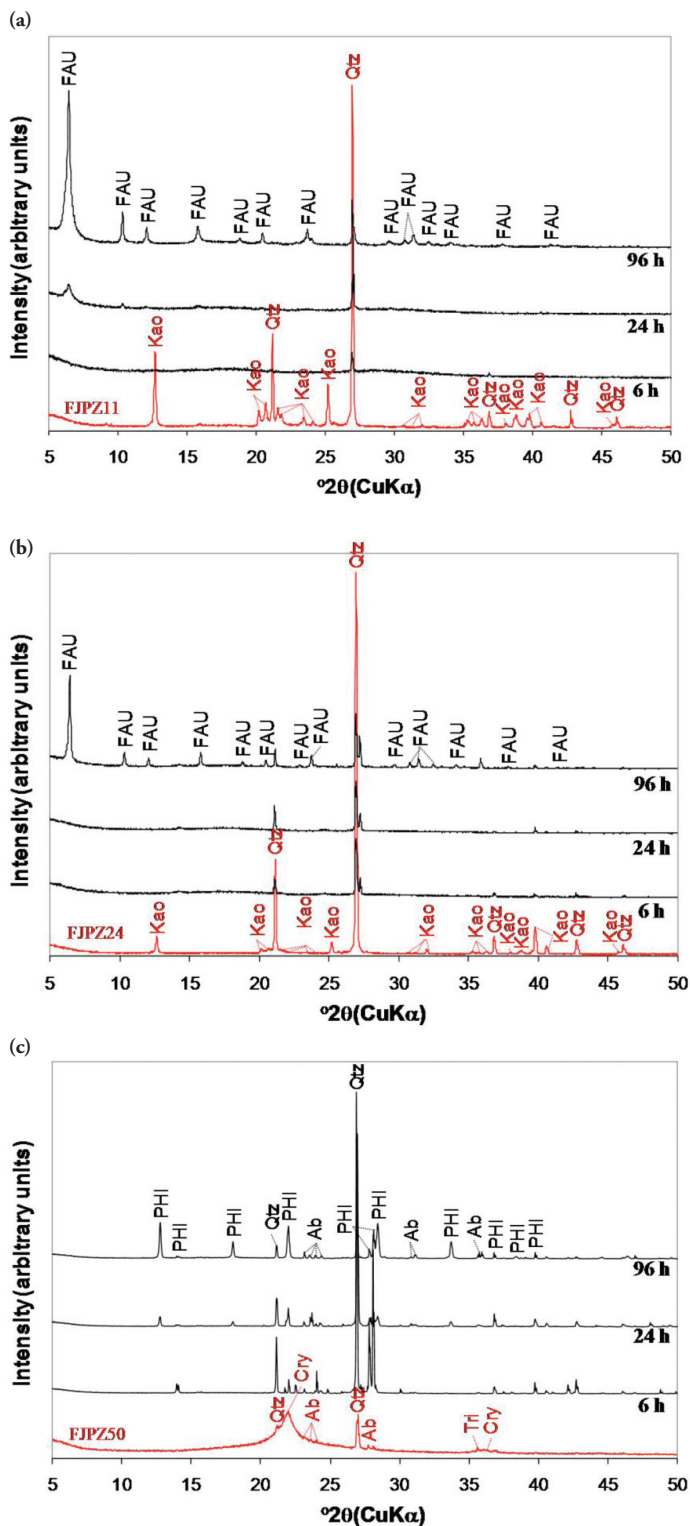 (a)
FAU
Qtz
FAU
FAU
FAU
FAU
FAU
FAU
FAU
FAU
FAU
FAU
FAU
FAU
96 h
24 h
6 h
Kao
Kao
Qtz
Kao
Kao
Kao
Kao
Qtz
Kao
Kao
Kao
Qtz
Kao
Qtz
FJPZ11
Intensity (arbitrary units)
5 10 15 20 25 30 35 40 45 50
º2θ(CuKα)
(b)
Qtz
FAU
FAU
FAU
FAU
FAU
FAU
FAU
FAU
FAU
FAU
FAU
FAU
FAU
96 h
24 h
6 h
Kao
Kao
Qtz
Kao
Kao
Kao
Kao
Qtz
Kao
Kao
Kao
Qtz
Kao
Qtz
FJPZ24
Intensity (arbitrary units)
5 10 15 20 25 30 35 40 45 50
º2θ(CuKα)
(c)
Qtz
PHI
PHI
PHI
Qtz
PHI
Ab
PHI
PHI
Ab
PHI
Ab
PHI
PHI
PHI
96 h
24 h
6 h
Qtz
Cry
Ab
Qtz
Ab
Tri
Cry
FJPZ50
Intensity (arbitrary units)
5 10 15 20 25 30 35 40 45 50
º2θ(CuKα)